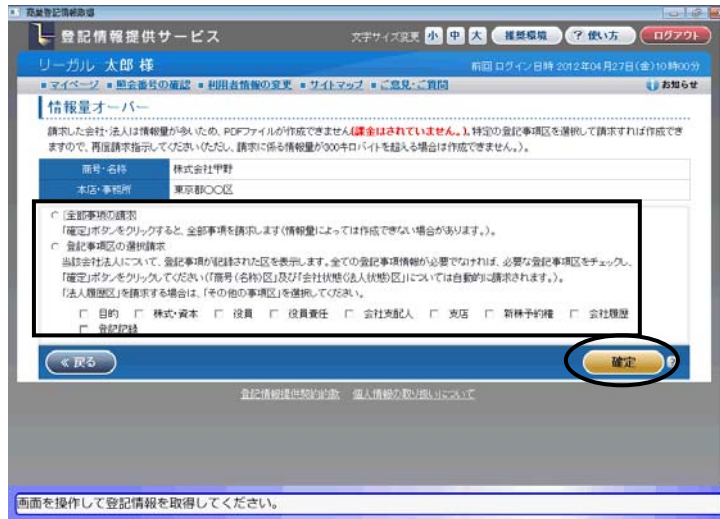 商業登記情報取得
登記情報提供サービス 文字サイズ変更 小 中 大 推奨環境 ? 使い方 ログアウト
リーガル 太郎 様 前回ログイン日時 2012年04月27日(金)10時00分
マイページ 照会番号の確認 利用者情報の変更 サイトマップ ご意見・ご質問 お知らせ
情報量オーバー
請求した会社・法人は情報量が多いため、PDFファイルが作成できません(課金はされていません。)。特定の登記事項区を選択して請求すれば作成でき
ますので、再度請求指示してください(ただし、請求に係る情報量が300キロバイトを超える場合は作成できません。)。
商号・名称 株式会社甲野
本店・事務所 東京都○○区
全部事項の請求
「確定」ボタンをクリックすると、全部事項を請求します(情報量によっては作成できない場合があります。)。
登記事項区の選択請求
当該会社法人について、登記事項が記録された区を表示します。全ての登記事項情報が必要でなければ、必要な登記事項区をチェックし、
「確定」ボタンをクリックしてください(「商号(名称)区」及び「会社状態(法人状態)区」については自動的に請求されます。)。
「法人履歴区」を請求する場合は、「その他の事項区」を選択してください。
目的 株式・資本 役員 役員責任 会社支配人 支店 新株予約権 会社履歴
登記記録
« 戻る 確定 ?
登記情報提供契約約款 個人情報の取り扱いについて
画面を操作して登記情報を取得してください。